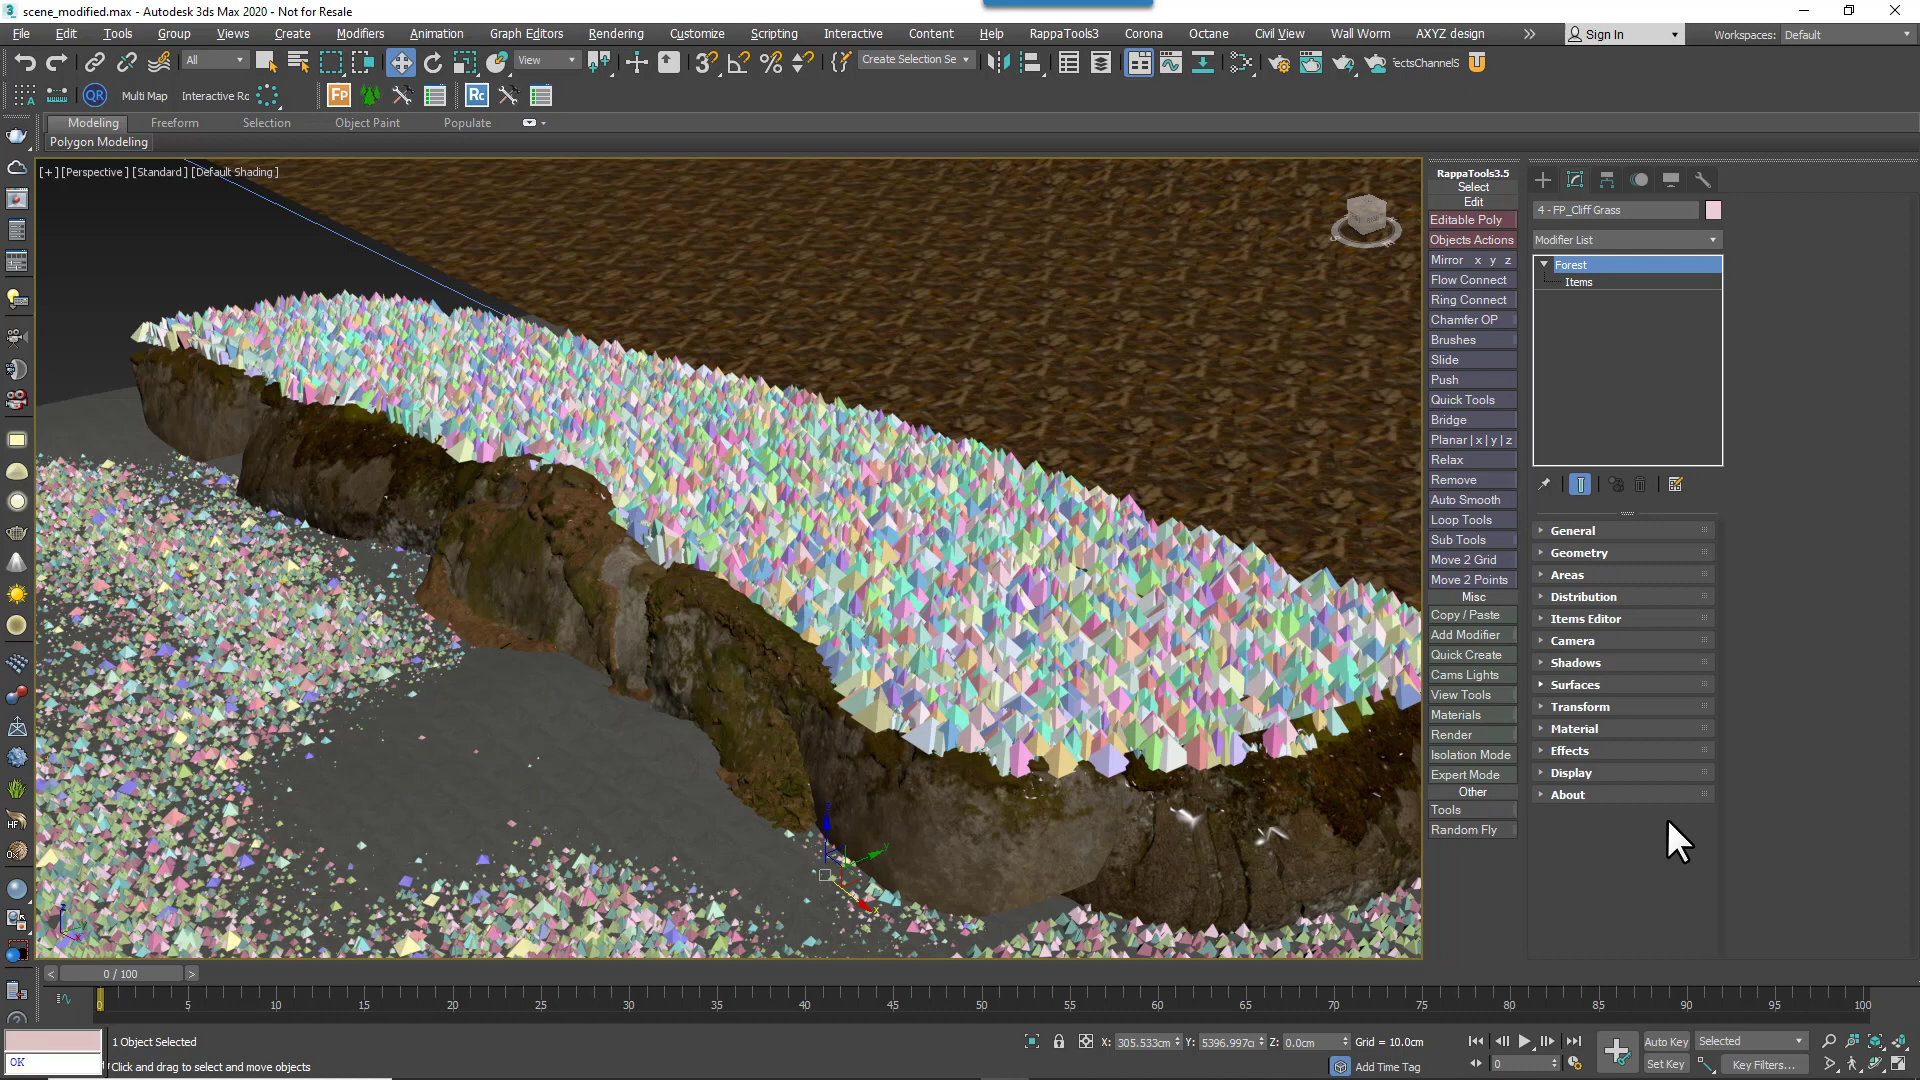 scene_modified.max - Autodesk 3ds Max 2020 - Not for Resale
File Edit Tools Group Views Create Modifiers Animation Graph Editors Rendering Customize Scripting Interactive Content Help RappaTools3 Corona Octane Civil View Wall Worm AXYZ design
Sign In
Workspaces: Default
All
View
Create Selection Se
ectsChannelS
QR Multi Map Interactive Ro
Fp
Rc
Modeling Freeform Selection Object Paint Populate
Polygon Modeling
[+] [Perspective] [Standard] [Default Shading]
RappaTools3.5
Select
Edit
Editable Poly
Objects Actions
Mirror x y z
Flow Connect
Ring Connect
Chamfer OP
Brushes
Slide
Push
Quick Tools
Bridge
Planar | x | y | z
Relax
Remove
Auto Smooth
Loop Tools
Sub Tools
Move 2 Grid
Move 2 Points
Misc
Copy / Paste
Add Modifier
Quick Create
Cams Lights
View Tools
Materials
Render
Isolation Mode
Expert Mode
Other
Tools
Random Fly
4 - FP_Cliff Grass
Modifier List
Forest
Items
General
Geometry
Areas
Distribution
Items Editor
Camera
Shadows
Surfaces
Transform
Material
Effects
Display
About
HF
z
y
x
< 0 / 100 >
0 5 10 15 20 25 30 35 40 45 50 55 60 65 70 75 80 85 90 95 100
OK
1 Object Selected
Click and drag to select and move objects
X: 305.533cm Y: 5396.997c Z: 0.0cm Grid = 10.0cm
Add Time Tag
0
Auto Key Selected
Set Key Key Filters...